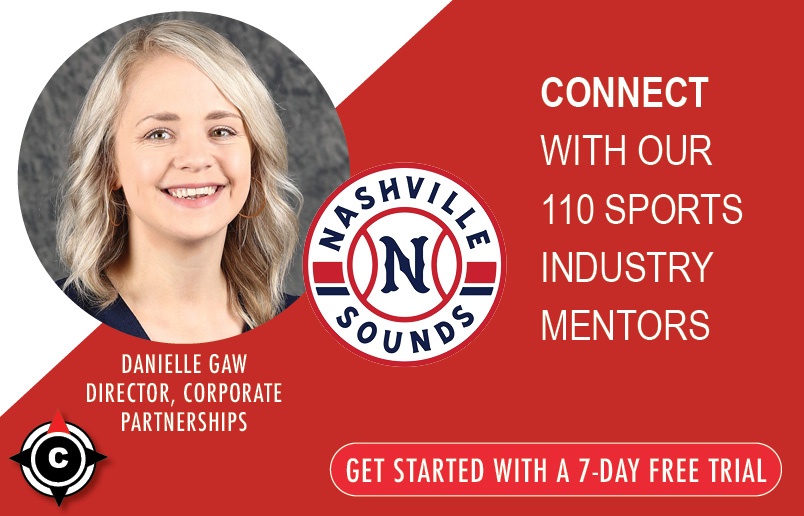 CONNECT
WITH OUR
110 SPORTS
INDUSTRY
MENTORS
NASHVILLE
N
SOUNDS
DANIELLE GAW
DIRECTOR, CORPORATE
PARTNERSHIPS
C
GET STARTED WITH A 7-DAY FREE TRIAL